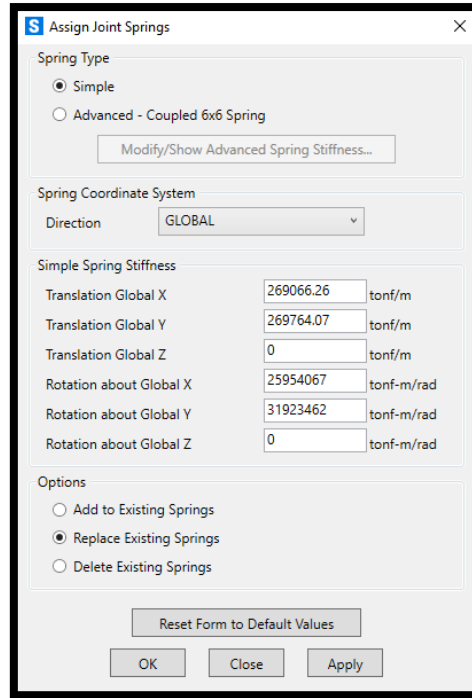 S Assign Joint Springs
Spring Type
Simple
Advanced - Coupled 6x6 Spring
Modify/Show Advanced Spring Stiffness...
Spring Coordinate System
Direction GLOBAL
Simple Spring Stiffness
Translation Global X 269066.26 tonf/m
Translation Global Y 269764.07 tonf/m
Translation Global Z 0 tonf/m
Rotation about Global X 25954067 tonf-m/rad
Rotation about Global Y 31923462 tonf-m/rad
Rotation about Global Z 0 tonf-m/rad
Options
Add to Existing Springs
Replace Existing Springs
Delete Existing Springs
Reset Form to Default Values
OK Close Apply